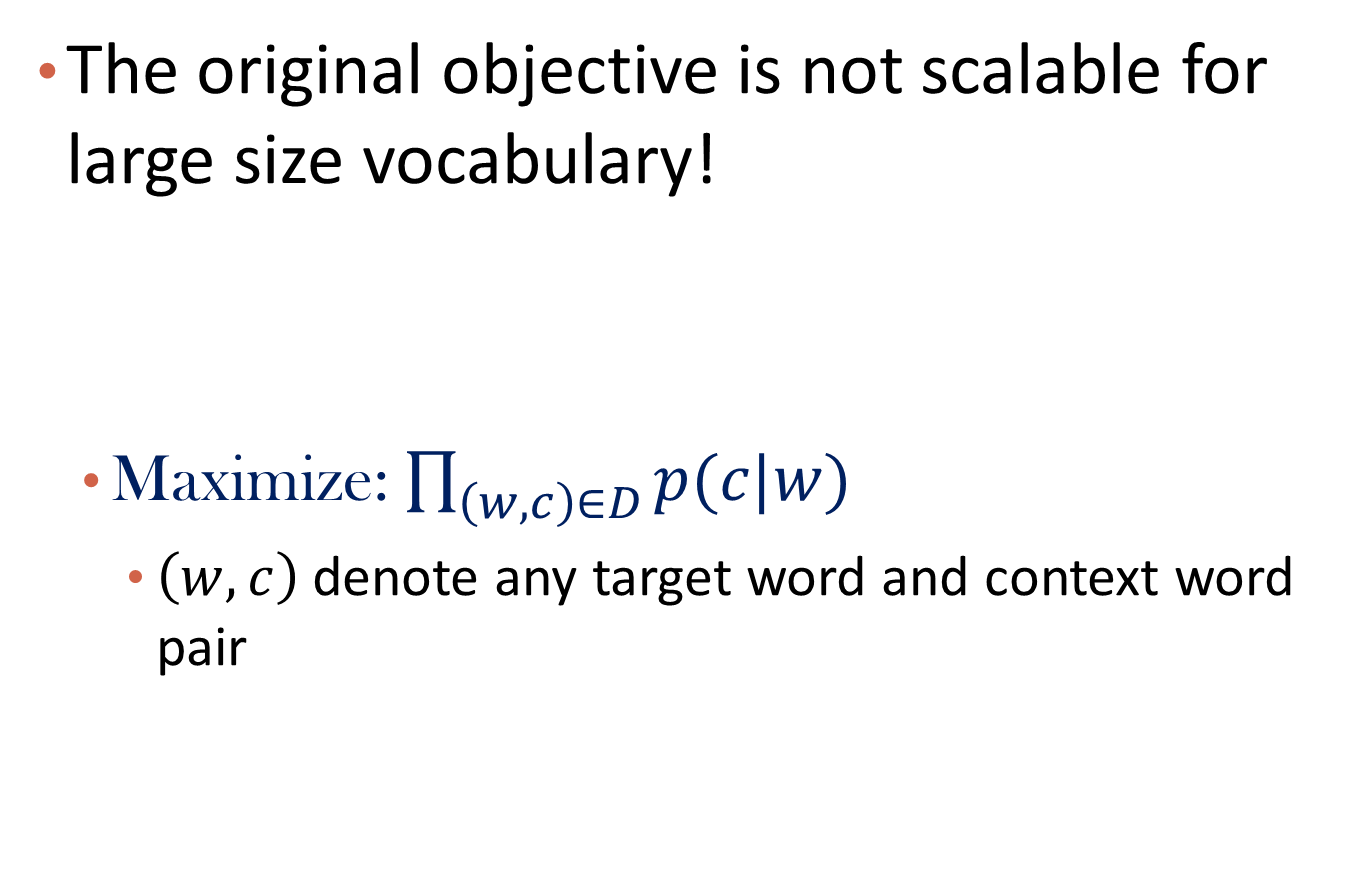 • The original objective is not scalable for
large size vocabulary!
• Maximize: ∏_{(w,c)∈D} p(c|w)
• (w, c) denote any target word and context word
pair